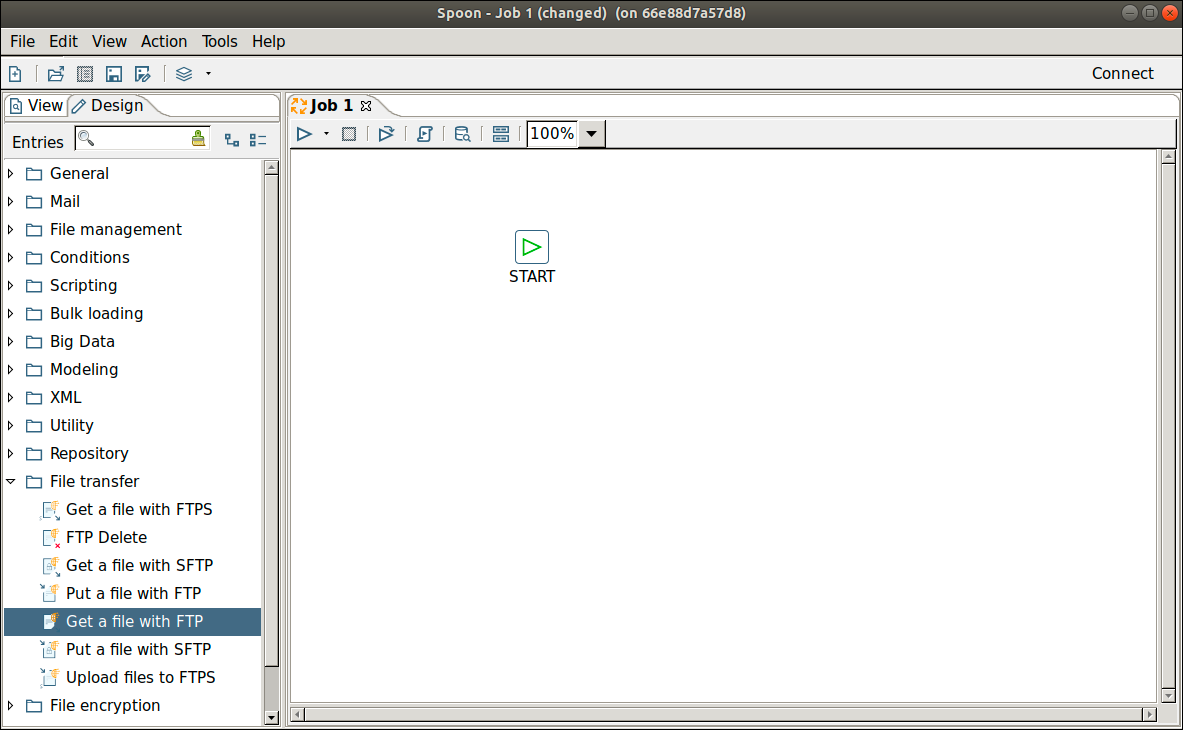 Spoon - Job 1 (changed)  (on 66e88d7a57d8)
File Edit View Action Tools Help
Connect
View Design
Job 1
Entries
100%
General
Mail
File management
Conditions
Scripting
Bulk loading
Big Data
Modeling
XML
Utility
Repository
File transfer
Get a file with FTPS
FTP Delete
Get a file with SFTP
Put a file with FTP
Get a file with FTP
Put a file with SFTP
Upload files to FTPS
File encryption
START